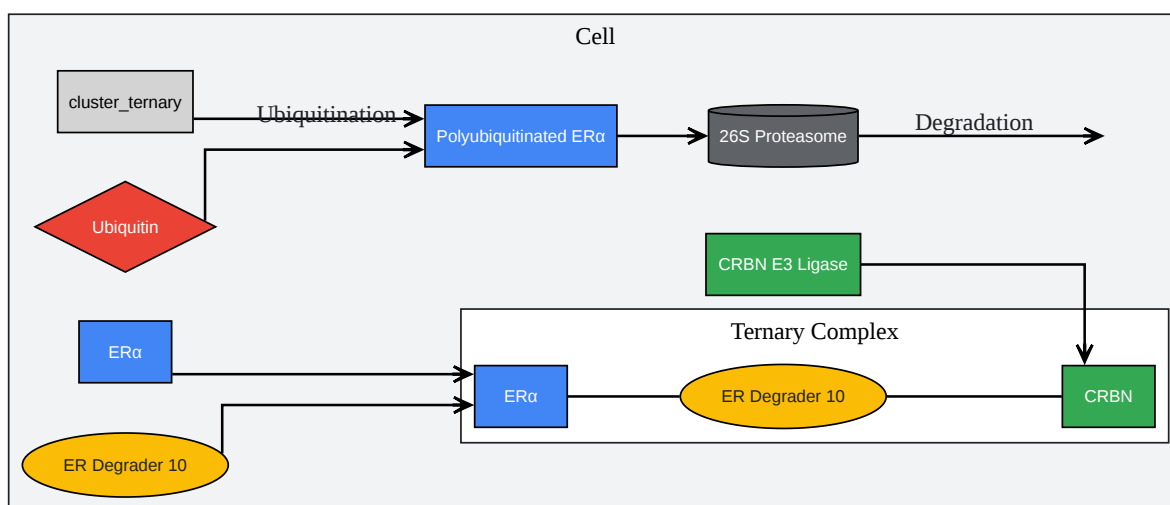 Cell
cluster_ternary
Ubiquitination
Polyubiquitinated ERα
26S Proteasome
Degradation
Ubiquitin
CRBN E3 Ligase
Ternary Complex
ERα
ERα
ER Degrader 10
CRBN
ER Degrader 10